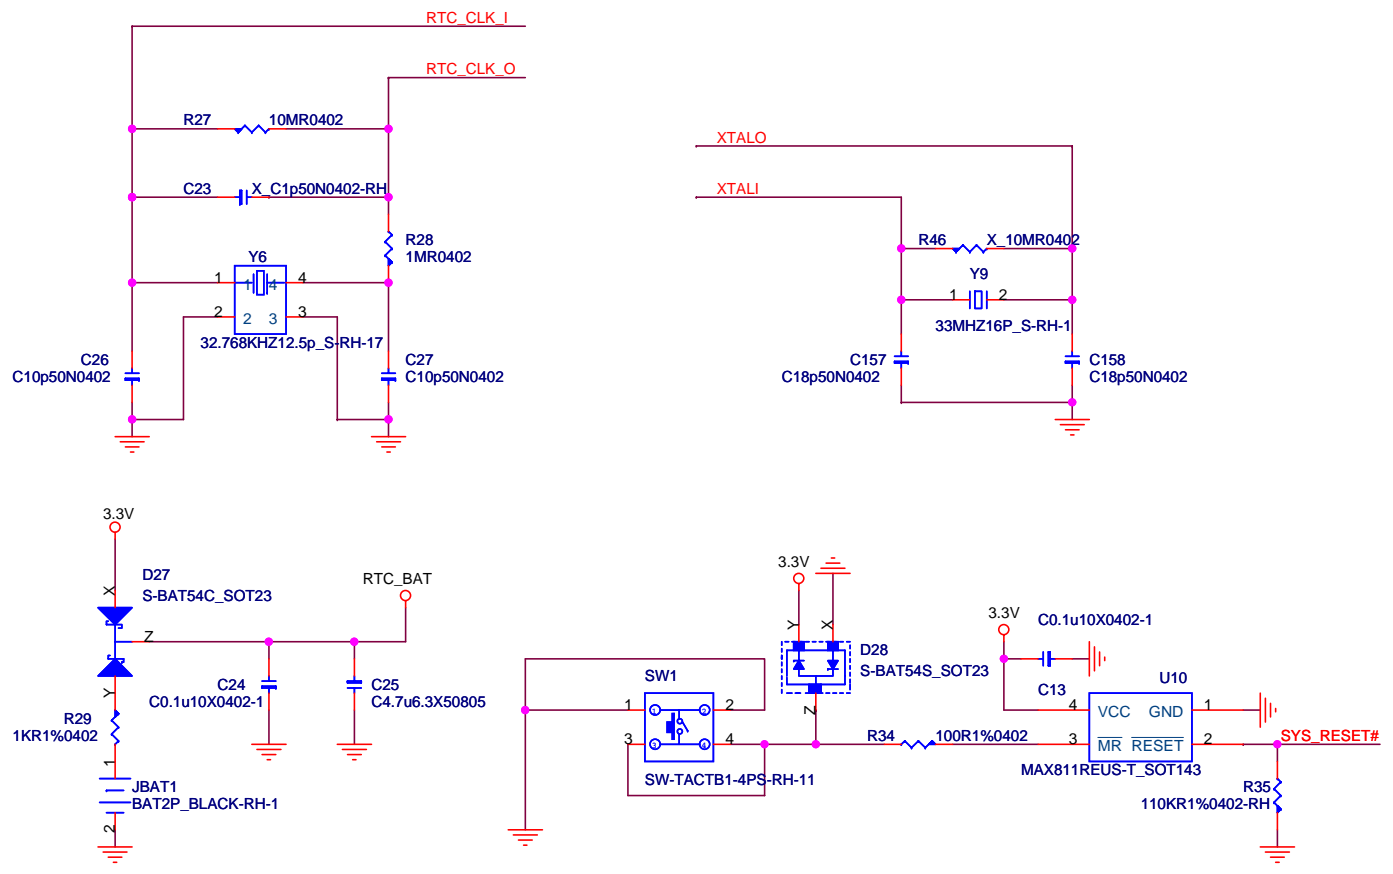 RTC_CLK_I
RTC_CLK_O
R27 10MR0402
C23 X_C1p50N0402-RH
R28
1MR0402
Y6
1 1 4 4
2 2 3 3
32.768KHZ12.5p_S-RH-17
C26
C10p50N0402
C27
C10p50N0402
XTALO
XTALI
R46 X_10MR0402
Y9
1 2
33MHZ16P_S-RH-1
C157
C18p50N0402
C158
C18p50N0402
3.3V
X
D27
S-BAT54C_SOT23
Z
RTC_BAT
Y
C24
C0.1u10X0402-1
C25
C4.7u6.3X50805
R29
1KR1%0402
1
JBAT1
BAT2P_BLACK-RH-1
2
SW1
1 1 2 2
3 3 4 4
SW-TACTB1-4PS-RH-11
3.3V
Y X
D28
S-BAT54S_SOT23
Z
R34 100R1%0402
3.3V
C0.1u10X0402-1
C13
U10
4 VCC GND 1
3 MR RESET 2
MAX811REUS-T_SOT143
SYS_RESET#
R35
110KR1%0402-RH